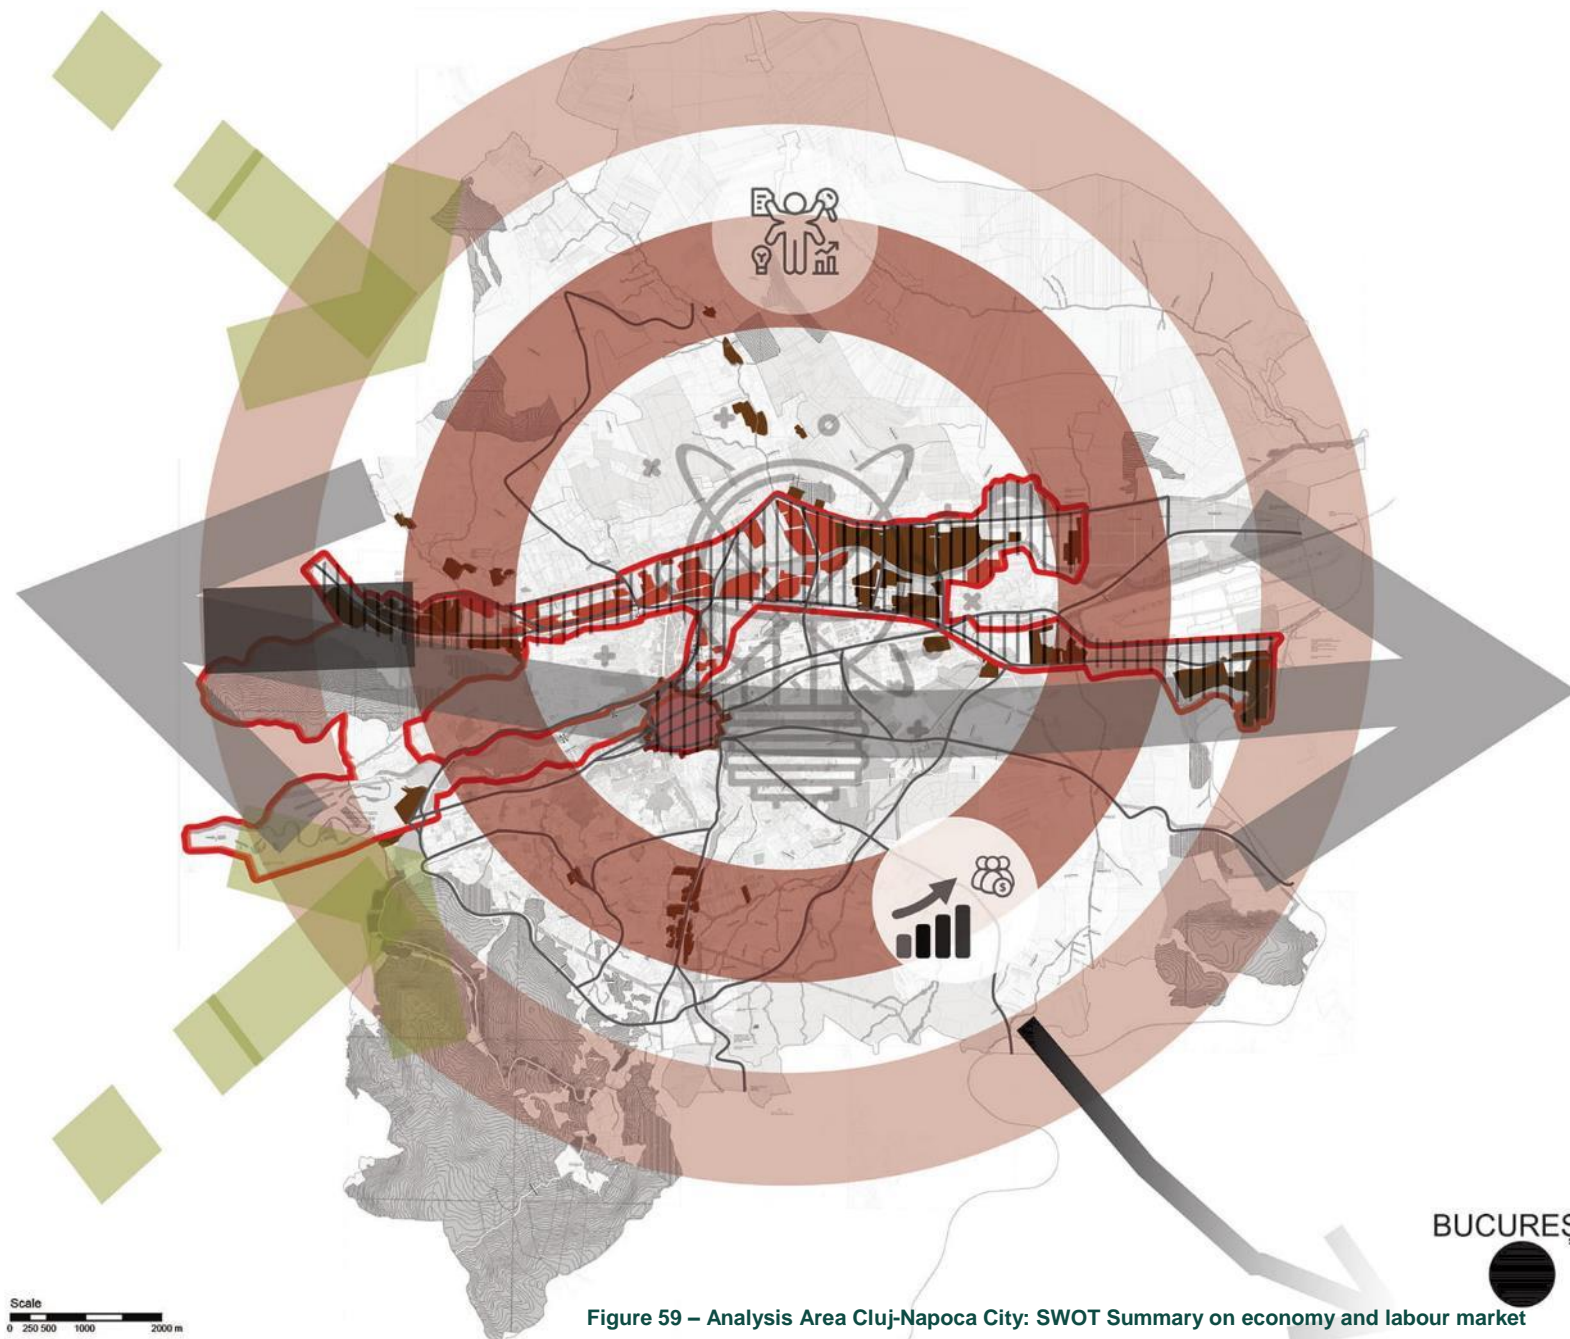 BUCUREȘ
Scale
0 250 500 1000 2000 m
Figure 59 – Analysis Area Cluj-Napoca City: SWOT Summary on economy and labour market